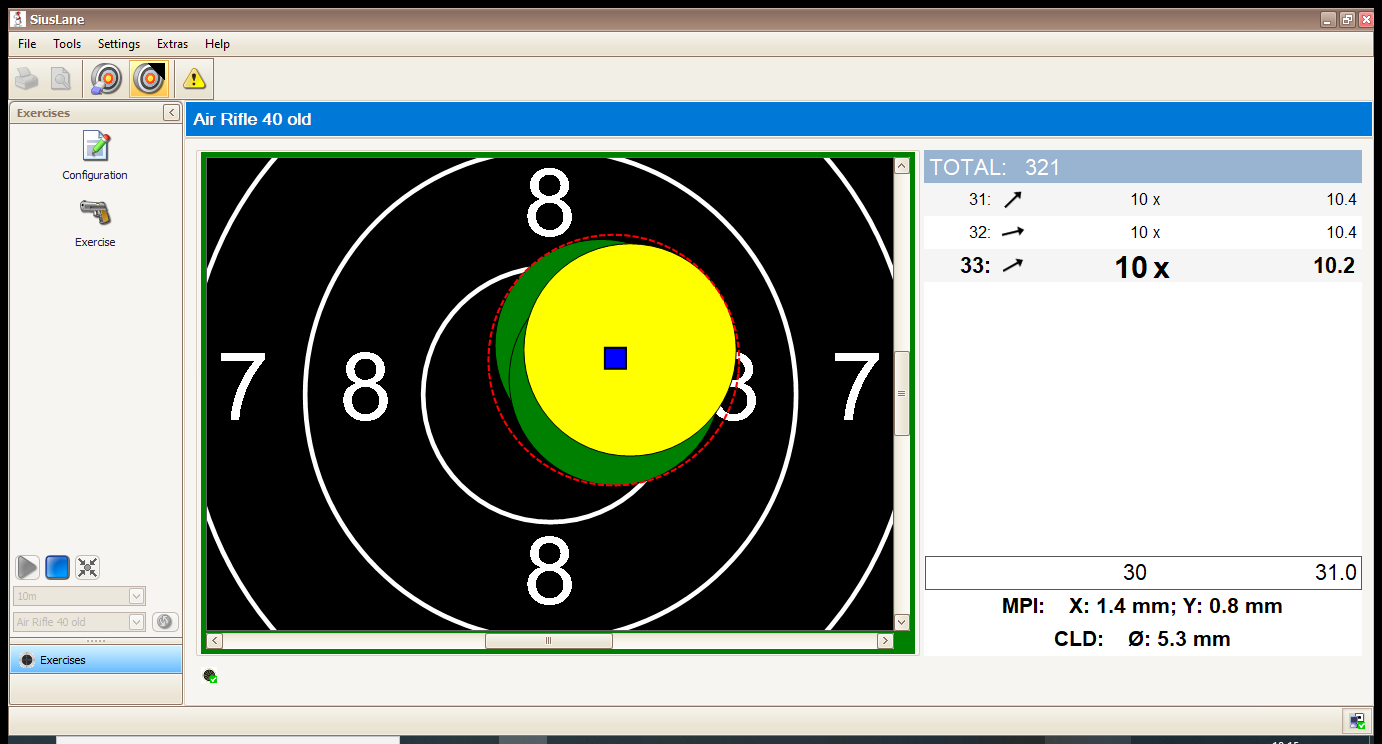 SiusLane
File Tools Settings Extras Help
Exercises
Configuration
Exercise
10m
Air Rifle 40 old
Exercises
Air Rifle 40 old
8
7 8 7
8
TOTAL: 321
31: 10 x 10.4
32: 10 x 10.4
33: 10 x 10.2
30 31.0
MPI: X: 1.4 mm; Y: 0.8 mm
CLD: Ø: 5.3 mm